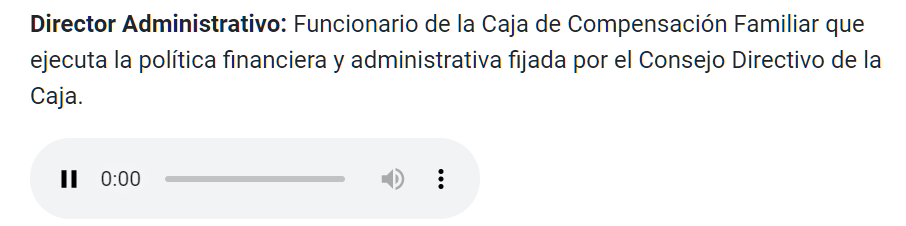 Director Administrativo: Funcionario de la Caja de Compensación Familiar que
ejecuta la política financiera y administrativa fijada por el Consejo Directivo de la
Caja.
0:00